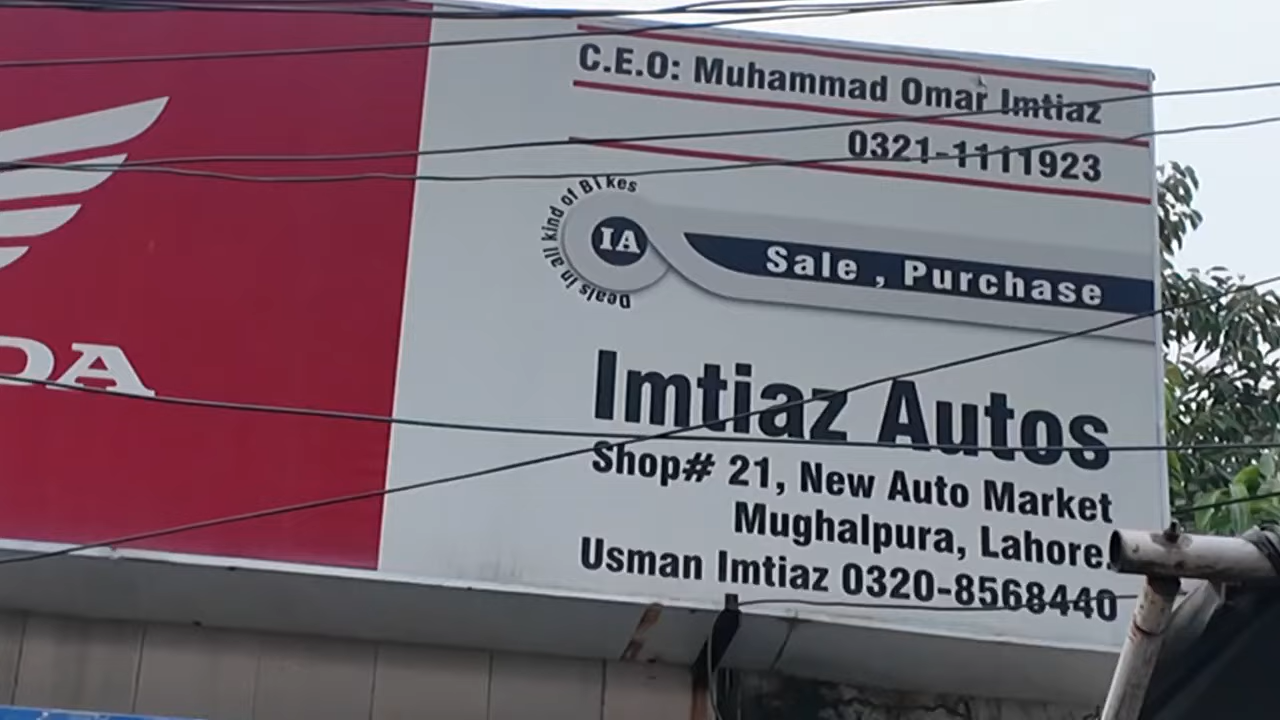 C.E.O: Muhammad Omar Imtiaz
0321-1111923
Deals in all kind of Bikes
IA
Sale , Purchase
Imtiaz Autos
Shop# 21, New Auto Market
Mughalpura, Lahore.
Usman Imtiaz 0320-8568440
DA